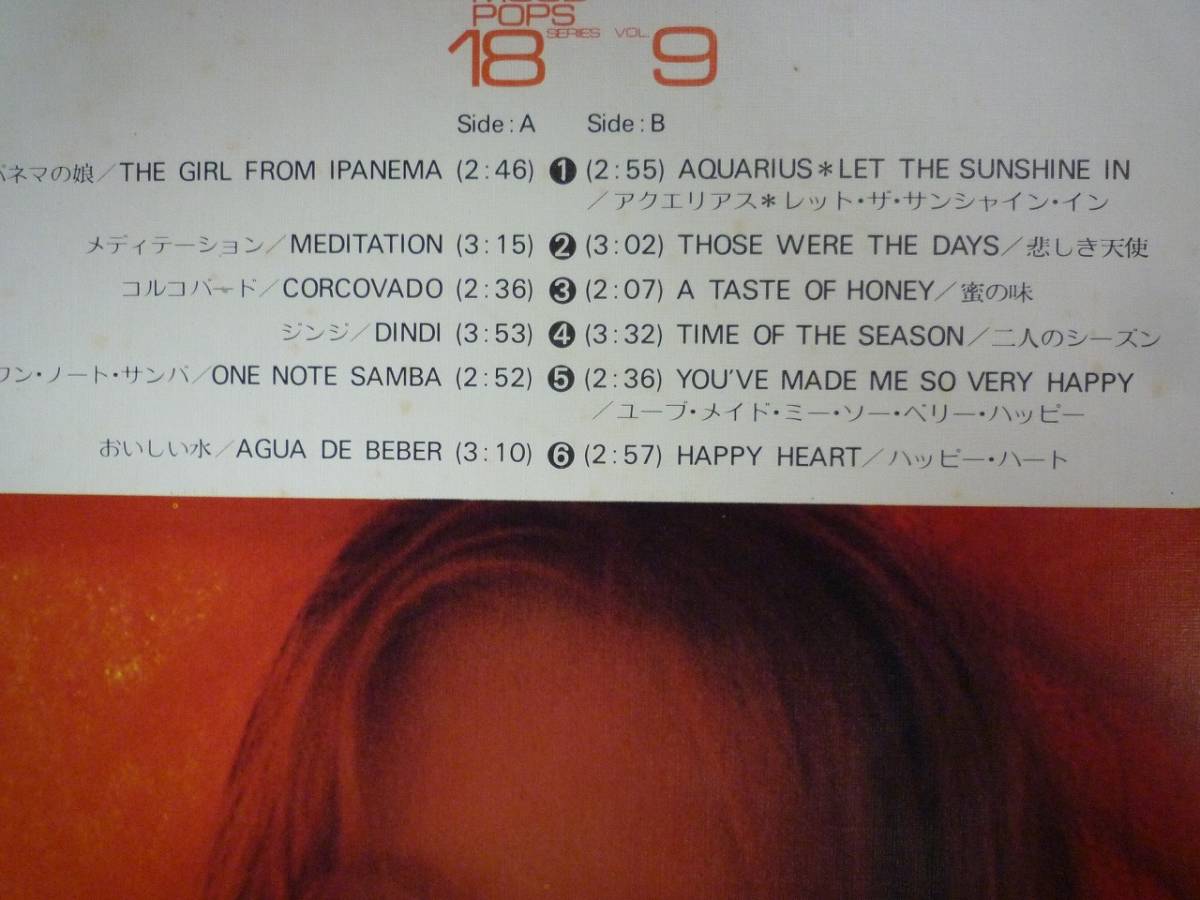 POPS
18 SERIES VOL. 9
Side : A Side : B
パネマの娘/THE GIRL FROM IPANEMA (2:46) ❶ (2:55) AQUARIUS*LET THE SUNSHINE IN
/アクエリアス*レット・ザ・サンシャイン・イン
メディテーション/MEDITATION (3:15) ❷ (3:02) THOSE WERE THE DAYS/悲しき天使
コルコバード/CORCOVADO (2:36) ❸ (2:07) A TASTE OF HONEY/蜜の味
ジンジ/DINDI (3:53) ❹ (3:32) TIME OF THE SEASON/二人のシーズン
ワン・ノート・サンバ/ONE NOTE SAMBA (2:52) ❺ (2:36) YOU'VE MADE ME SO VERY HAPPY
/ユーブ・メイド・ミー・ソー・ベリー・ハッピー
おいしい水/AGUA DE BEBER (3:10) ❻ (2:57) HAPPY HEART/ハッピー・ハート